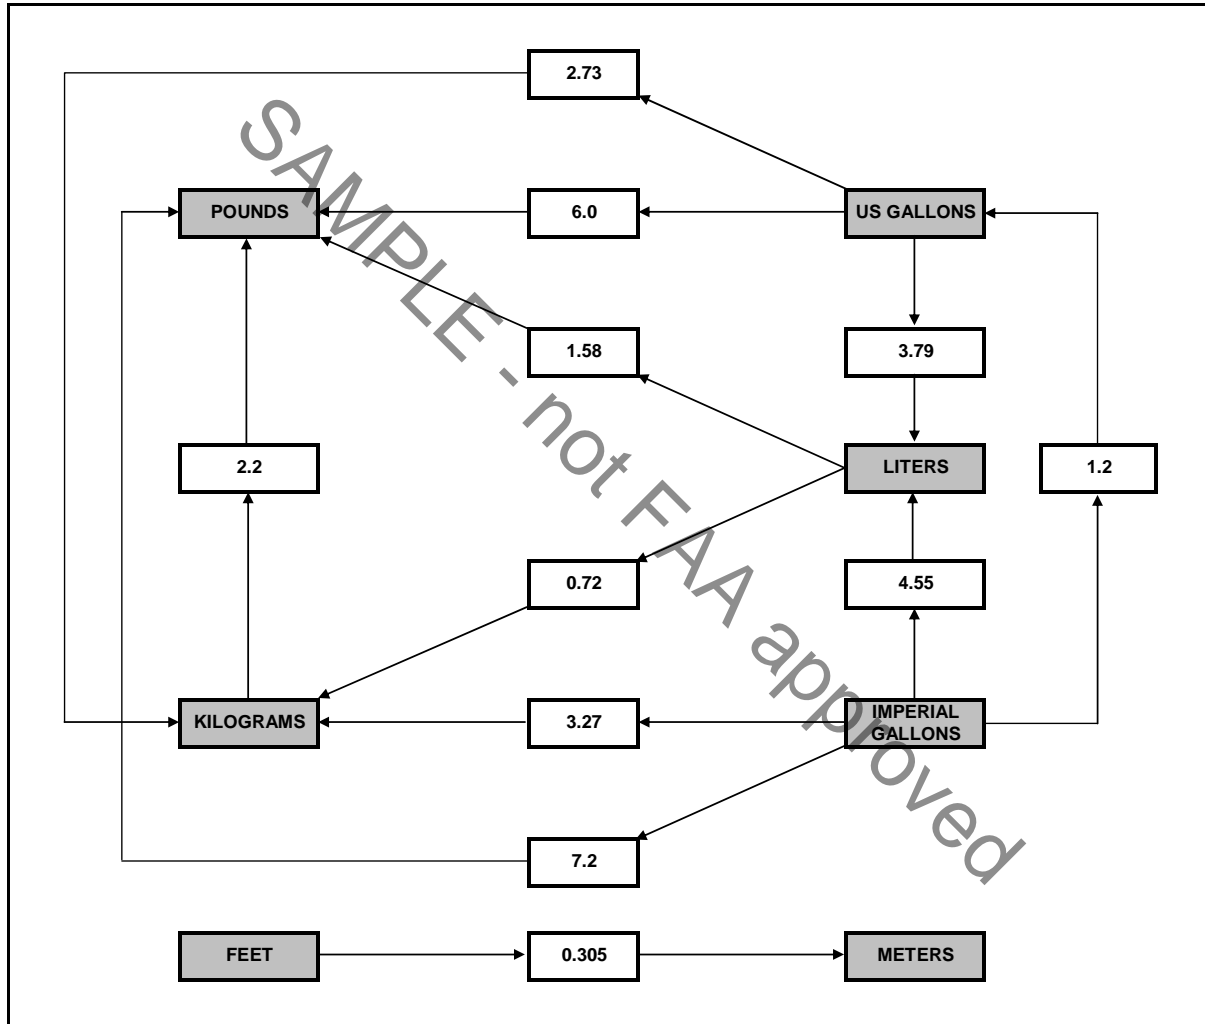 2.73
POUNDS
6.0
US GALLONS
1.58
3.79
2.2
LITERS
1.2
0.72
4.55
KILOGRAMS
3.27
IMPERIAL
GALLONS
7.2
FEET
0.305
METERS
SAMPLE - not FAA approved